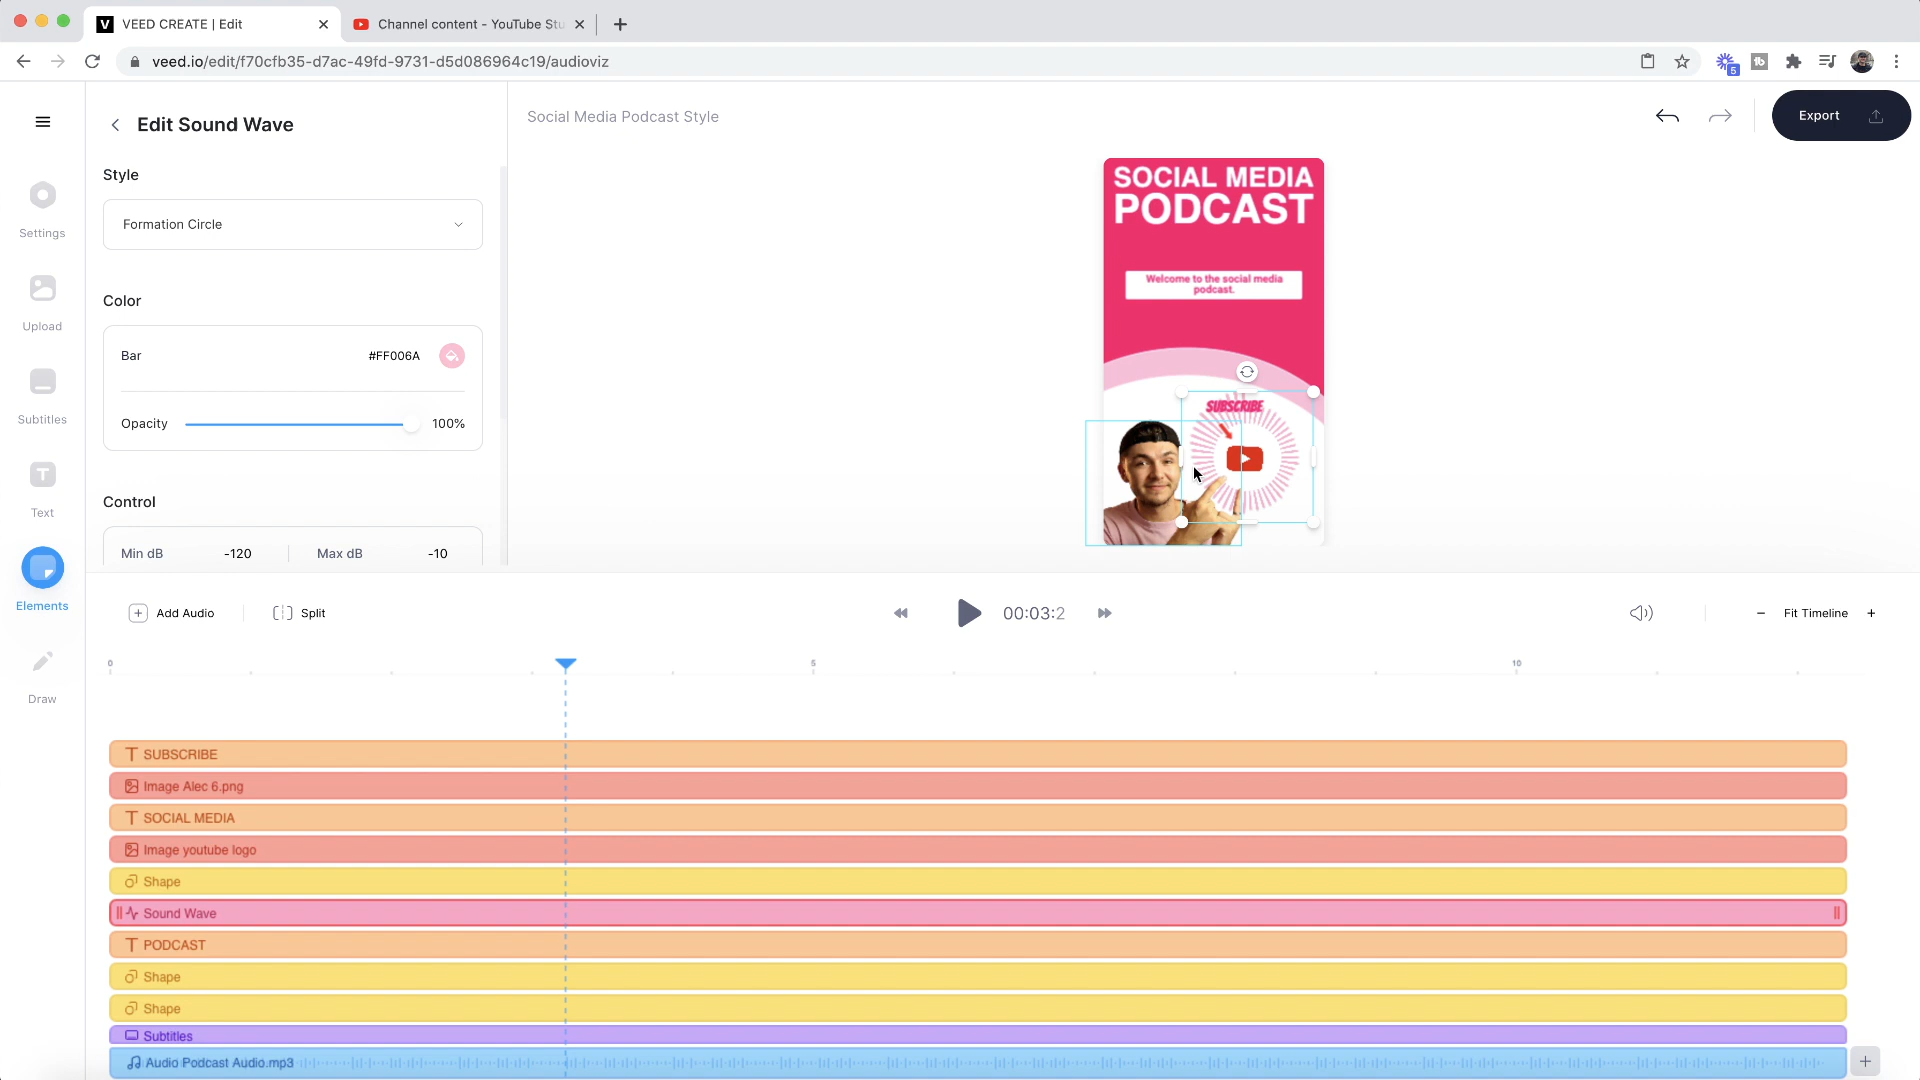 VEED CREATE | Edit
Channel content - YouTube Stu
veed.io/edit/f70cfb35-d7ac-49fd-9731-d5d086964c19/audioviz
5
Edit Sound Wave
Social Media Podcast Style
Export
Settings
Upload
Subtitles
Text
Elements
Draw
Style
Formation Circle
Color
Bar
#FF006A
Opacity
100%
Control
Min dB
-120
Max dB
-10
SOCIAL MEDIA
PODCAST
Welcome to the social media
podcast.
SUBSCRIBE
Add Audio
Split
00:03:2
Fit Timeline
0
5
10
SUBSCRIBE
Image Alec 6.png
SOCIAL MEDIA
Image youtube logo
Shape
Sound Wave
PODCAST
Shape
Shape
Subtitles
Audio Podcast Audio.mp3